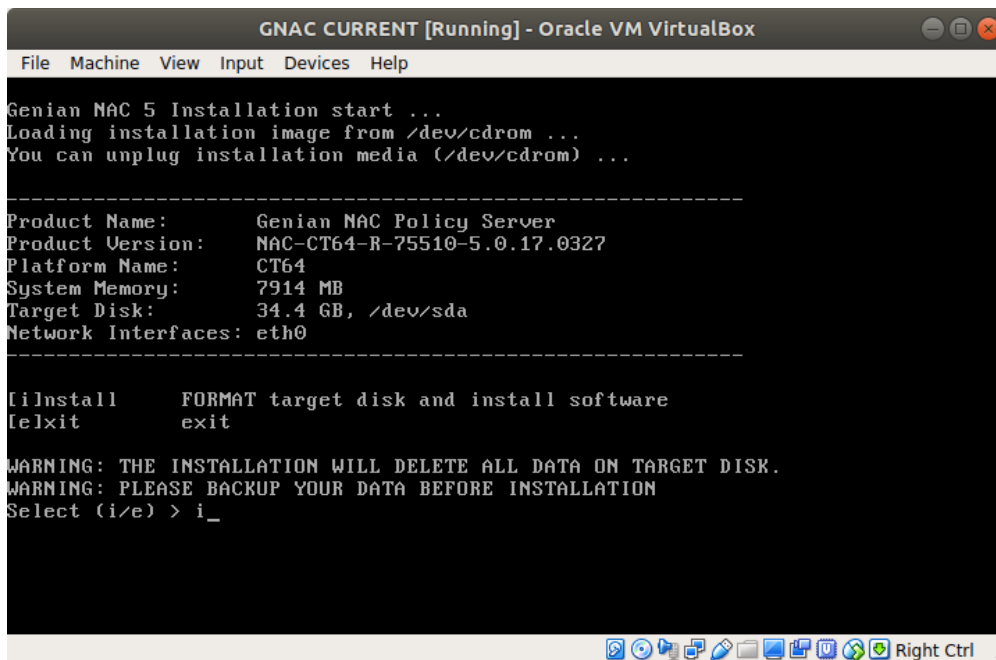 GNAC CURRENT [Running] - Oracle VM VirtualBox
File Machine View Input Devices Help
Genian NAC 5 Installation start ...
Loading installation image from /dev/cdrom ...
You can unplug installation media (/dev/cdrom) ...
---------------------------------------------------------------
Product Name: Genian NAC Policy Server
Product Version: NAC-CT64-R-75510-5.0.17.0327
Platform Name: CT64
System Memory: 7914 MB
Target Disk: 34.4 GB, /dev/sda
Network Interfaces: eth0
---------------------------------------------------------------
[i]nstall FORMAT target disk and install software
[e]xit exit
WARNING: THE INSTALLATION WILL DELETE ALL DATA ON TARGET DISK.
WARNING: PLEASE BACKUP YOUR DATA BEFORE INSTALLATION
Select (i/e) > i_
Right Ctrl